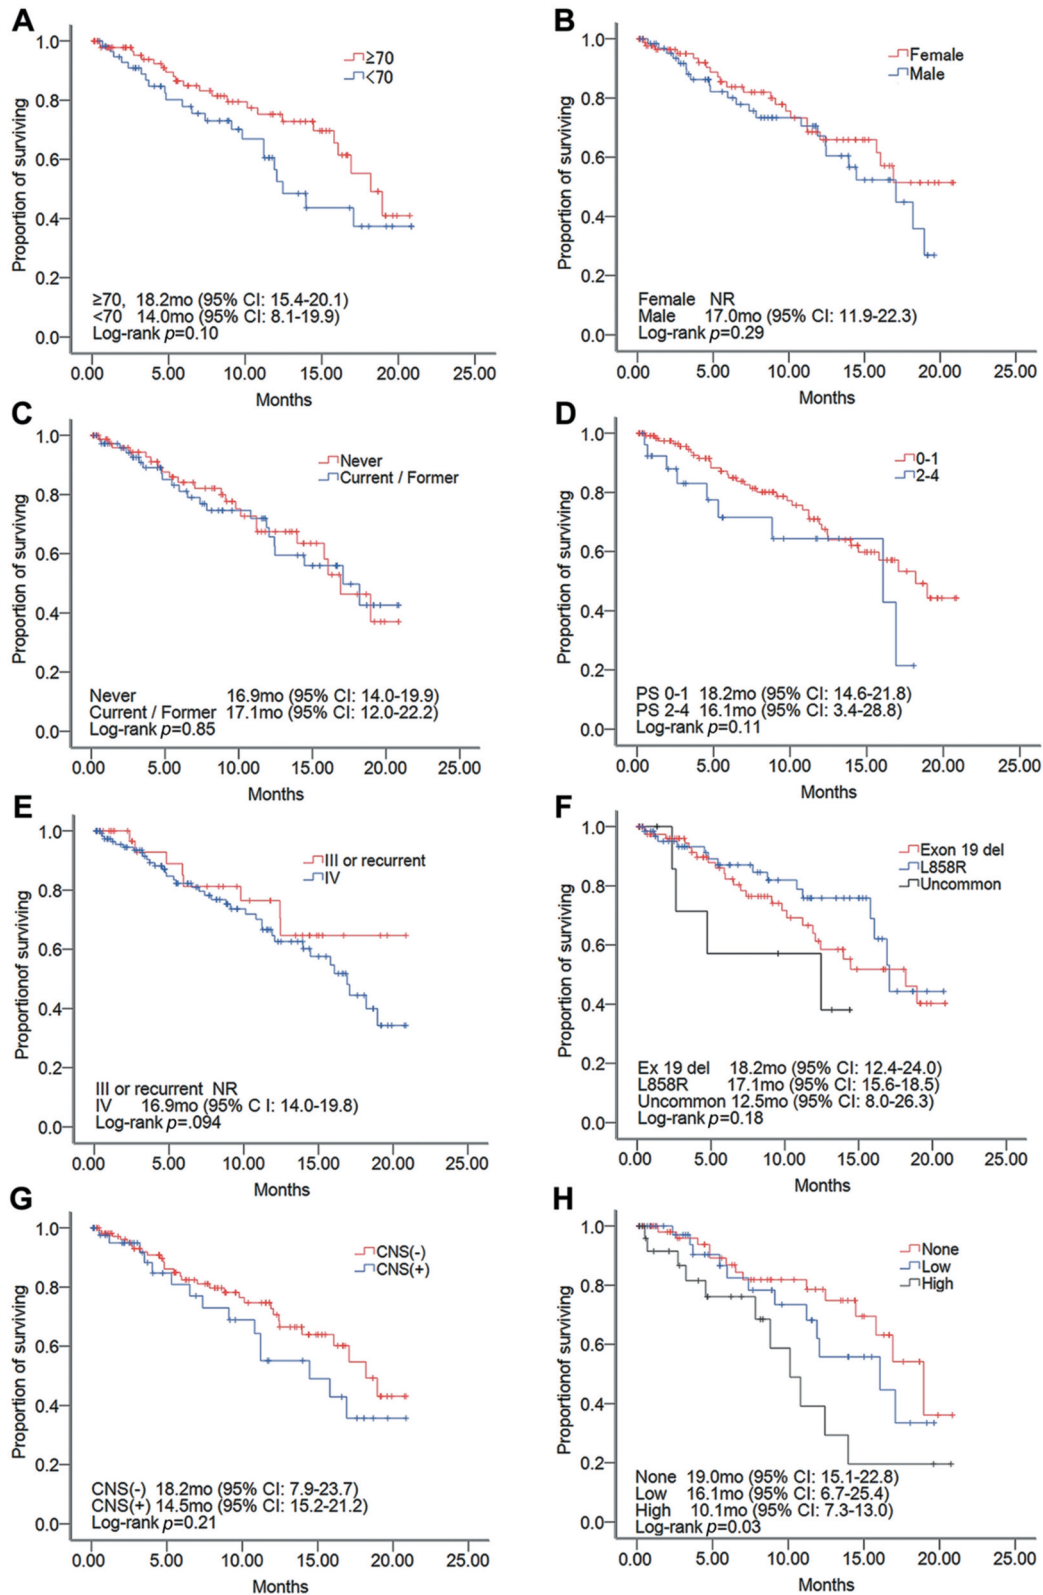 A
Proportion of surviving
1.0
0.8
0.6
0.4
0.2
0.0
≥70
<70
≥70, 18.2mo (95% CI: 15.4-20.1)
<70 14.0mo (95% CI: 8.1-19.9)
Log-rank p=0.10
0.00 5.00 10.00 15.00 20.00 25.00
Months
B
Proportion of surviving
1.0
0.8
0.6
0.4
0.2
0.0
Female
Male
Female NR
Male 17.0mo (95% CI: 11.9-22.3)
Log-rank p=0.29
0.00 5.00 10.00 15.00 20.00 25.00
Months
C
Proportion of surviving
1.0
0.8
0.6
0.4
0.2
0.0
Never
Current / Former
Never 16.9mo (95% CI: 14.0-19.9)
Current / Former 17.1mo (95% CI: 12.0-22.2)
Log-rank p=0.85
0.00 5.00 10.00 15.00 20.00 25.00
Months
D
Proportion of surviving
1.0
0.8
0.6
0.4
0.2
0.0
0-1
2-4
PS 0-1 18.2mo (95% CI: 14.6-21.8)
PS 2-4 16.1mo (95% CI: 3.4-28.8)
Log-rank p=0.11
0.00 5.00 10.00 15.00 20.00 25.00
Months
E
Proportionof surviving
1.0
0.8
0.6
0.4
0.2
0.0
III or recurrent
IV
III or recurrent NR
IV 16.9mo (95% C I: 14.0-19.8)
Log-rank p=.094
0.00 5.00 10.00 15.00 20.00 25.00
Months
F
Proportion of surviving
1.0
0.8
0.6
0.4
0.2
0.0
Exon 19 del
L858R
Uncommon
Ex 19 del 18.2mo (95% CI: 12.4-24.0)
L858R 17.1mo (95% CI: 15.6-18.5)
Uncommon 12.5mo (95% CI: 8.0-26.3)
Log-rank p=0.18
0.00 5.00 10.00 15.00 20.00 25.00
Months
G
Proportion of surviving
1.0
0.8
0.6
0.4
0.2
0.0
CNS(-)
CNS(+)
CNS(-) 18.2mo (95% CI: 7.9-23.7)
CNS(+) 14.5mo (95% CI: 15.2-21.2)
Log-rank p=0.21
0.00 5.00 10.00 15.00 20.00 25.00
Months
H
Proportionof surviving
1.0
0.8
0.6
0.4
0.2
0.0
None
Low
High
None 19.0mo (95% CI: 15.1-22.8)
Low 16.1mo (95% CI: 6.7-25.4)
High 10.1mo (95% CI: 7.3-13.0)
Log-rank p=0.03
0.00 5.00 10.00 15.00 20.00 25.00
Months